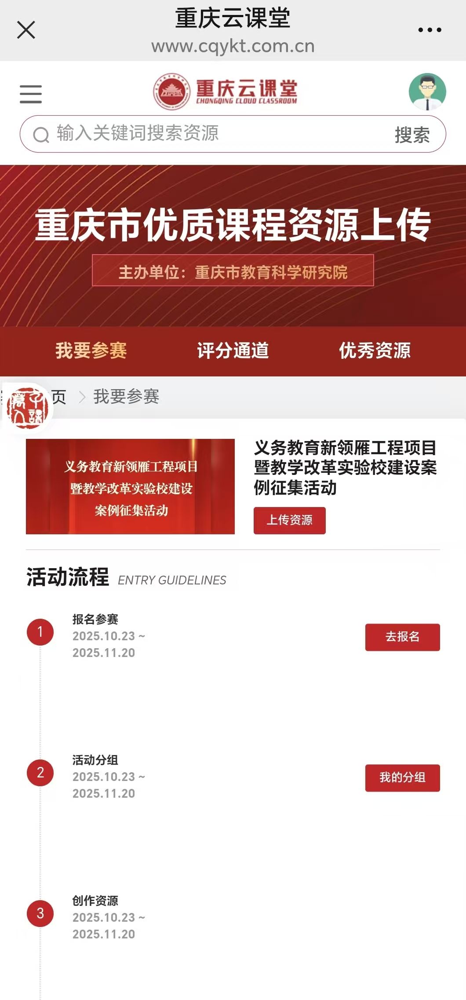 重庆云课堂
www.cqykt.com.cn
重庆云课堂
CHONGQING CLOUD CLASSROOM
输入关键词搜索资源
搜索
重庆市优质课程资源上传
主办单位：重庆市教育科学研究院
我要参赛
评分通道
优秀资源
页
我要参赛
义务教育新领雁工程项目
暨教学改革实验校建设
案例征集活动
义务教育新领雁工程项目
暨教学改革实验校建设案
例征集活动
上传资源
活动流程 ENTRY GUIDELINES
1
报名参赛
2025.10.23 ~
2025.11.20
去报名
2
活动分组
2025.10.23 ~
2025.11.20
我的分组
3
创作资源
2025.10.23 ~
2025.11.20